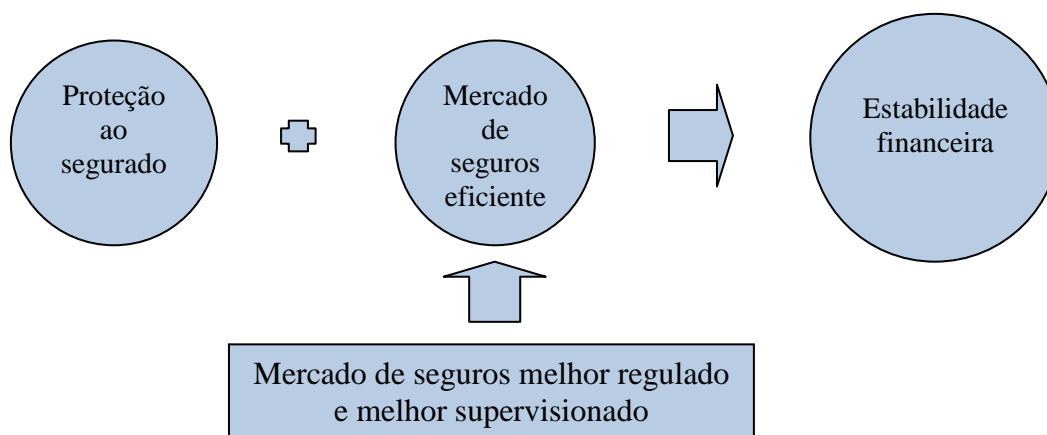 Proteção
ao
segurado
Mercado
de
seguros
eficiente
Estabilidade
financeira
Mercado de seguros melhor regulado
e melhor supervisionado